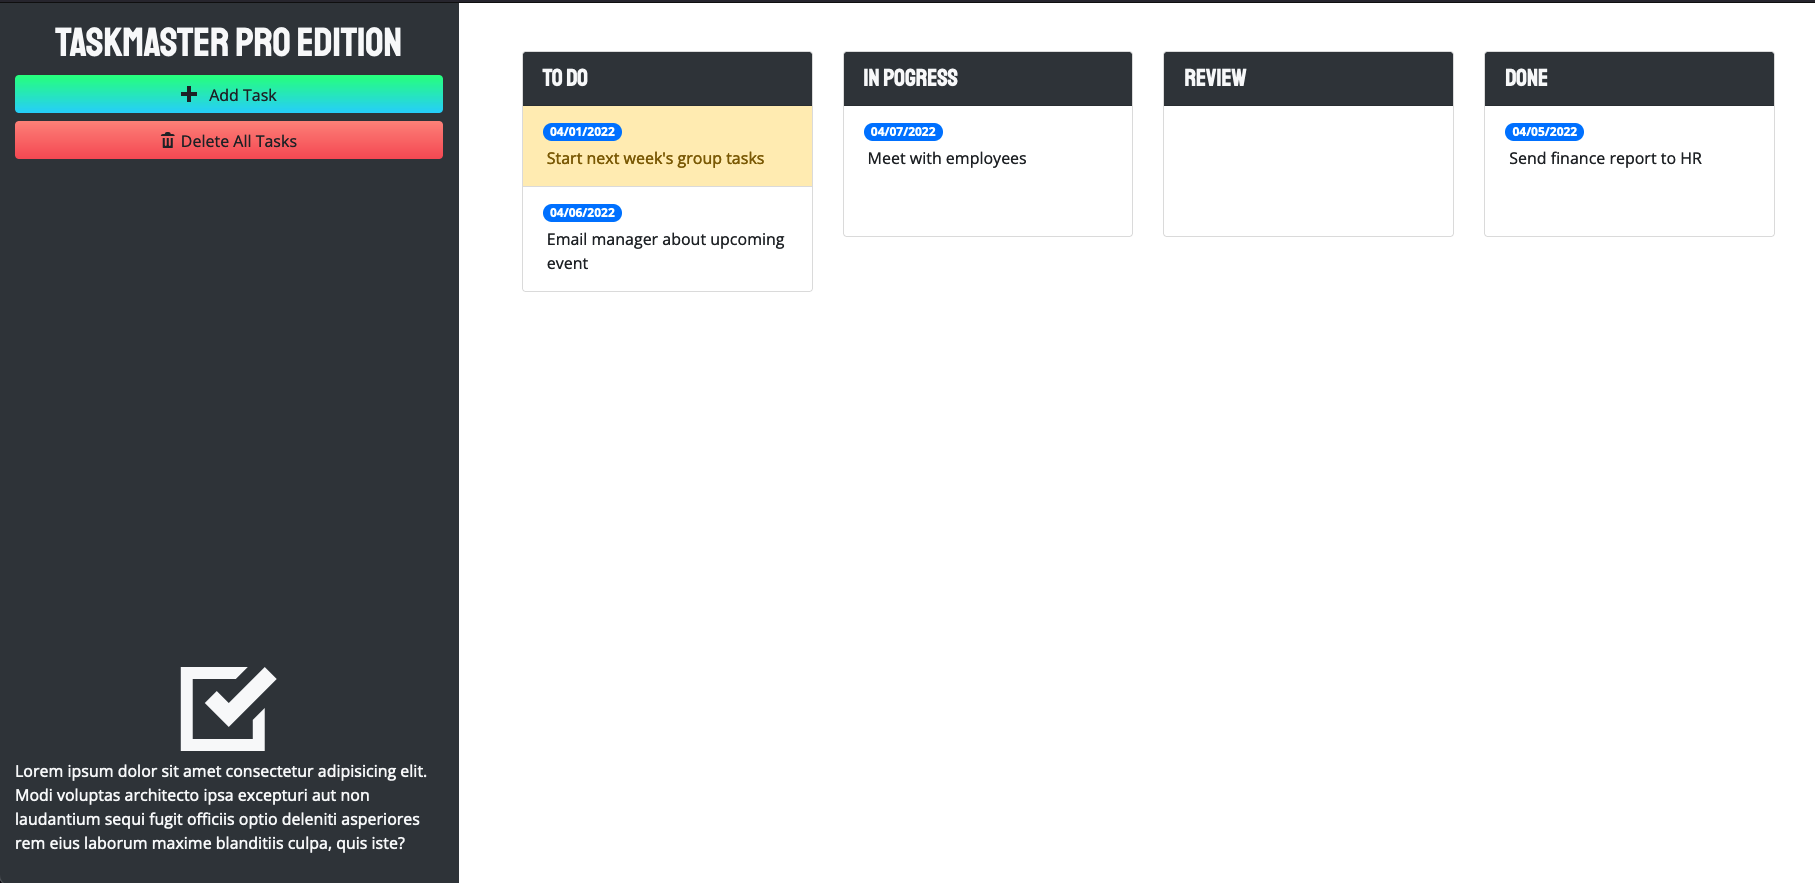 TASKMASTER PRO EDITION
Add Task
Delete All Tasks
Lorem ipsum dolor sit amet consectetur adipisicing elit.
Modi voluptas architecto ipsa excepturi aut non
laudantium sequi fugit officiis optio deleniti asperiores
rem eius laborum maxime blanditiis culpa, quis iste?
TO DO
04/01/2022
Start next week's group tasks
04/06/2022
Email manager about upcoming
event
IN POGRESS
04/07/2022
Meet with employees
REVIEW
DONE
04/05/2022
Send finance report to HR